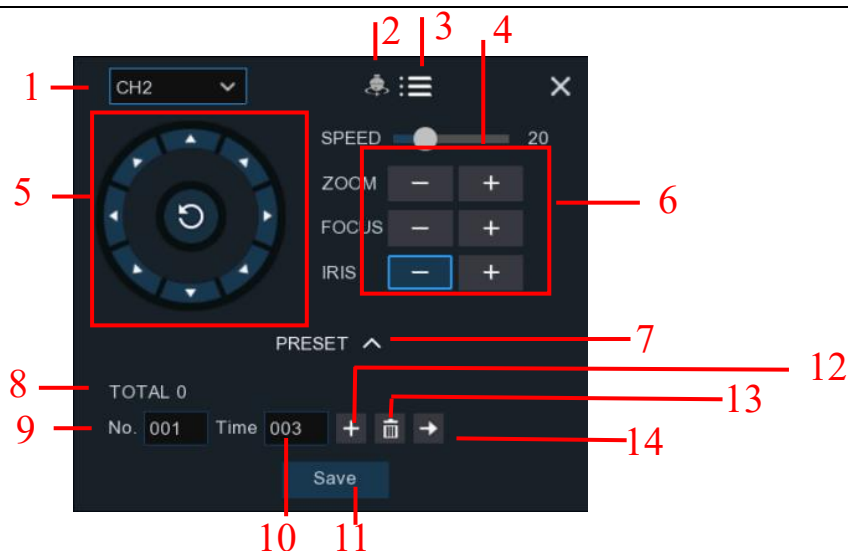 2 3 4
1 CH2
SPEED 20
5 ZOOM − + 6
FOCUS − +
IRIS − +
PRESET 7
12
8 TOTAL 0
13
9 No. 001 Time 003 + 14
Save
10 11